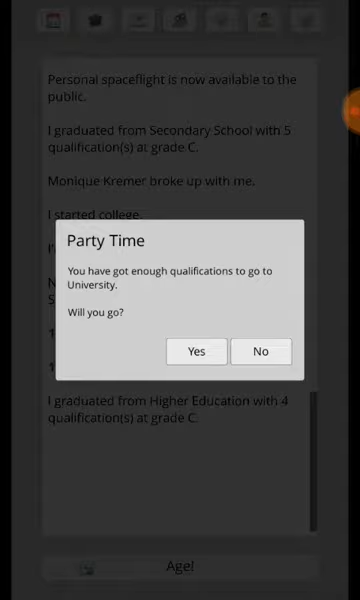 Personal spaceflight is now available to the
public.
I graduated from Secondary School with 5
qualification(s) at grade C.
Monique Kremer broke up with me.
I started college.
Party Time
You have got enough qualifications to go to
University.
Will you go?
Yes
No
I graduated from Higher Education with 4
qualification(s) at grade C.
Age!